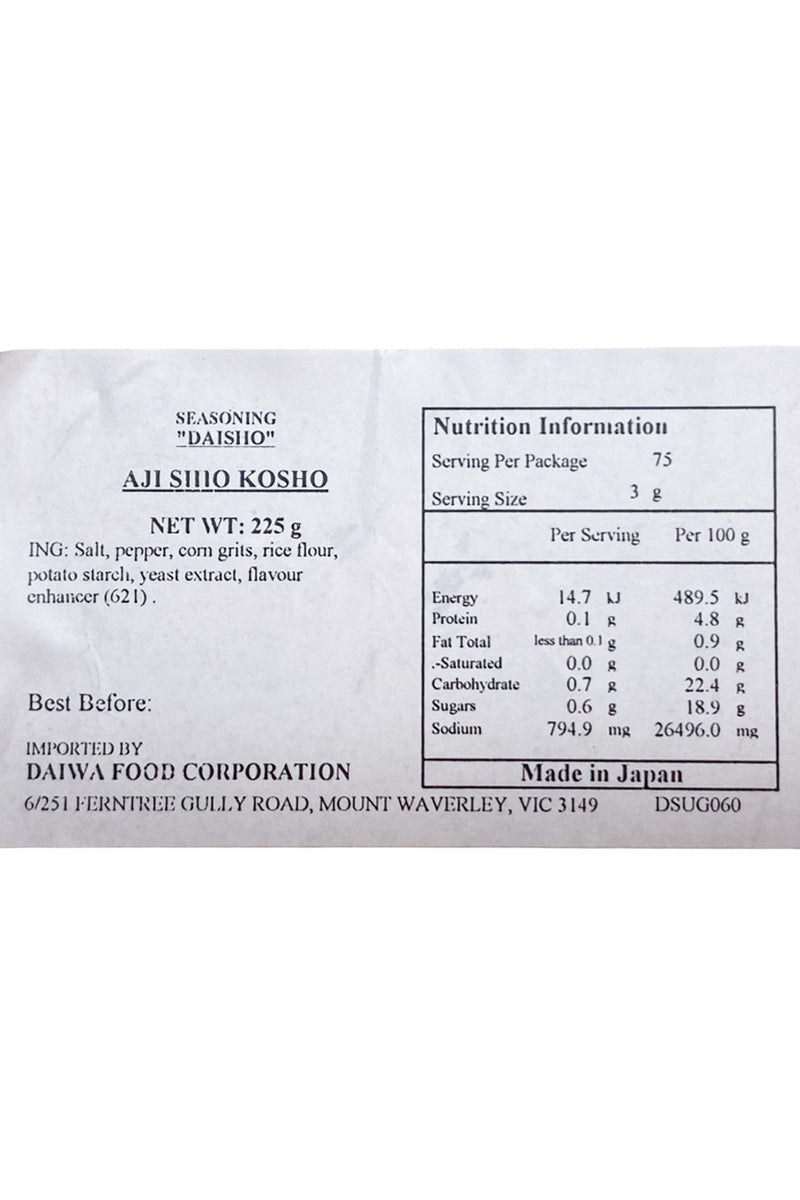 SEASONING
"DAISHO"
AJI SHIO KOSHO
NET WT: 225 g
ING: Salt, pepper, corn grits, rice flour,
potato starch, yeast extract, flavour
enhancer (621) .
Best Before:
IMPORTED BY
DAIWA FOOD CORPORATION
6/251 FERNTREE GULLY ROAD, MOUNT WAVERLEY, VIC 3149 DSUG060
Nutrition Information
Serving Per Package 75
Serving Size 3 g
Per Serving Per 100 g
Energy 14.7 kJ 489.5 kJ
Protein 0.1 g 4.8 g
Fat Total less than 0.1 g 0.9 g
.-Saturated 0.0 g 0.0 g
Carbohydrate 0.7 g 22.4 g
Sugars 0.6 g 18.9 g
Sodium 794.9 mg 26496.0 mg
Made in Japan